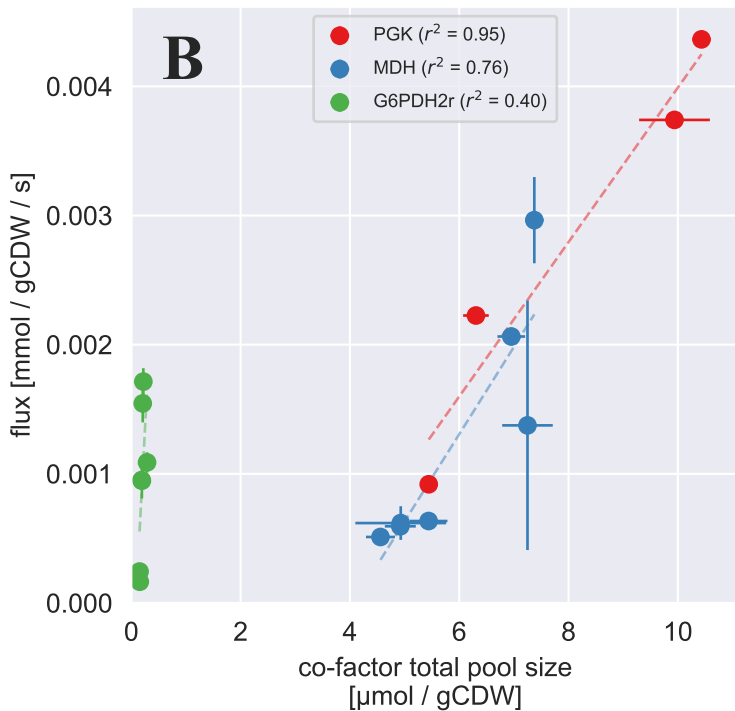 B
PGK (r² = 0.95)
MDH (r² = 0.76)
G6PDH2r (r² = 0.40)
flux [mmol / gCDW / s]
0.004
0.003
0.002
0.001
0.000
0 2 4 6 8 10
co-factor total pool size
[µmol / gCDW]